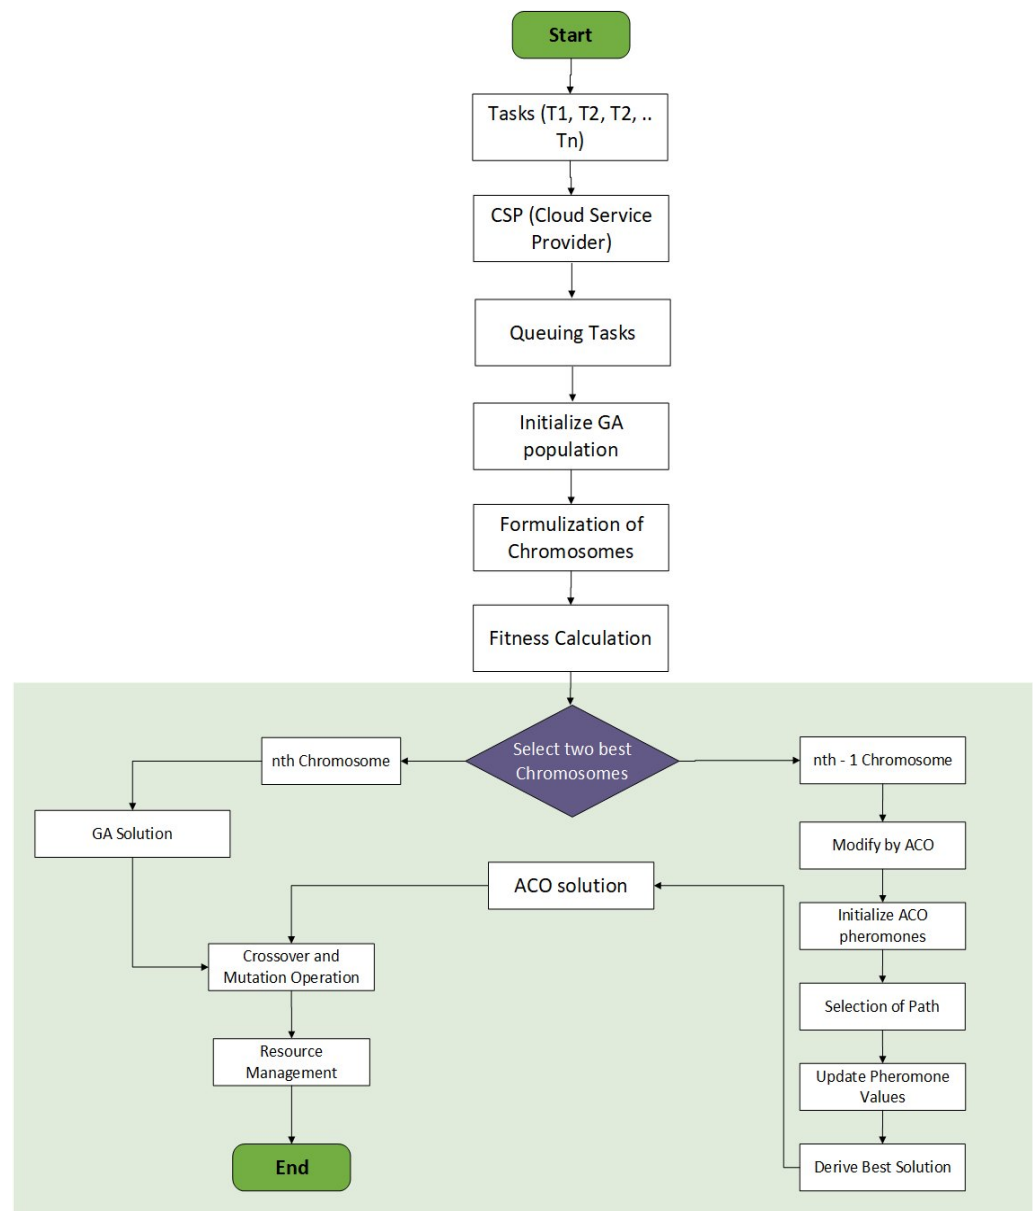 Start
Tasks (T1, T2, T2, ..
Tn)
CSP (Cloud Service
Provider)
Queuing Tasks
Initialize GA
population
Formulization of
Chromosomes
Fitness Calculation
Select two best
Chromosomes
nth Chromosome
GA Solution
nth - 1 Chromosome
Modify by ACO
Initialize ACO
pheromones
Selection of Path
Update Pheromone
Values
Derive Best Solution
ACO solution
Crossover and
Mutation Operation
Resource
Management
End